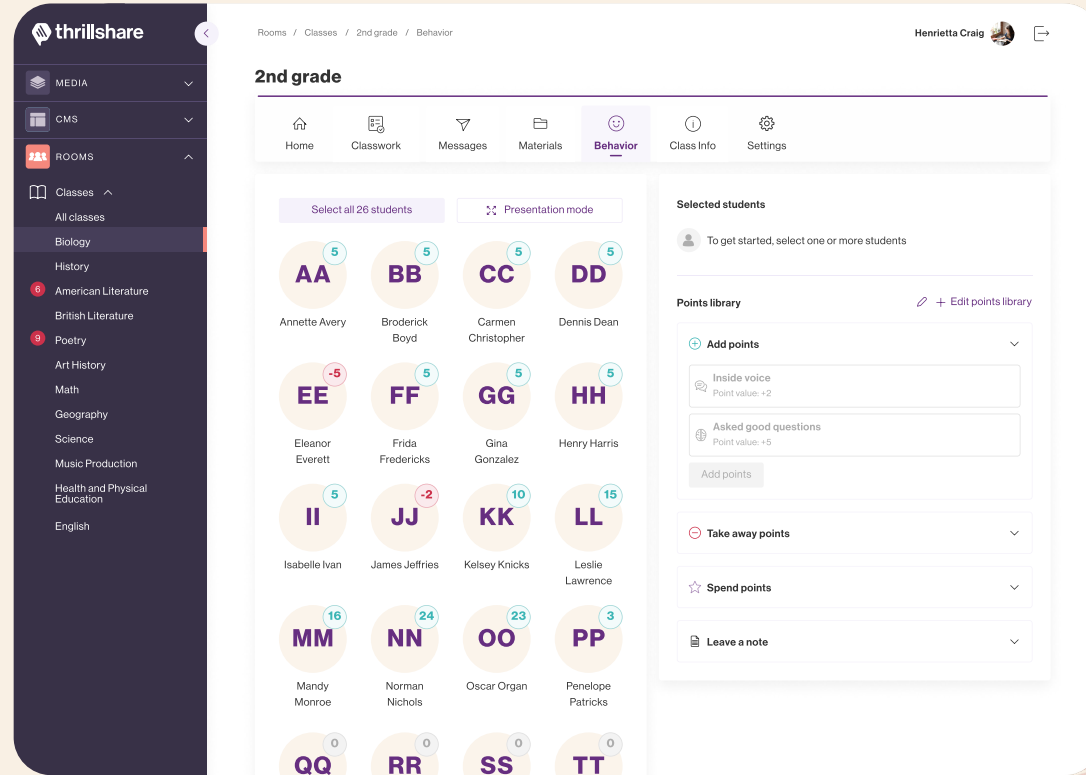 thrillshare
Rooms / Classes / 2nd grade / Behavior
Henrietta Craig
MEDIA
CMS
ROOMS
Classes
All classes
Biology
History
6
American Literature
British Literature
9
Poetry
Art History
Math
Geography
Science
Music Production
Health and Physical
Education
English
2nd grade
Home
Classwork
Messages
Materials
Behavior
Class Info
Settings
Select all 26 students
Presentation mode
5
AA
Annette Avery
5
BB
Broderick
Boyd
5
CC
Carmen
Christopher
5
DD
Dennis Dean
-5
EE
Eleanor
Everett
5
FF
Frida
Fredericks
5
GG
Gina
Gonzalez
5
HH
Henry Harris
5
II
Isabelle Ivan
-2
JJ
James Jeffries
10
KK
Kelsey Knicks
15
LL
Leslie
Lawrence
16
MM
Mandy
Monroe
24
NN
Norman
Nichols
23
OO
Oscar Organ
3
PP
Penelope
Patricks
0
QQ
0
RR
0
SS
0
TT
Selected students
To get started, select one or more students
Points library
+ Edit points library
Add points
Inside voice
Point value: +2
Asked good questions
Point value: +5
Add points
Take away points
Spend points
Leave a note